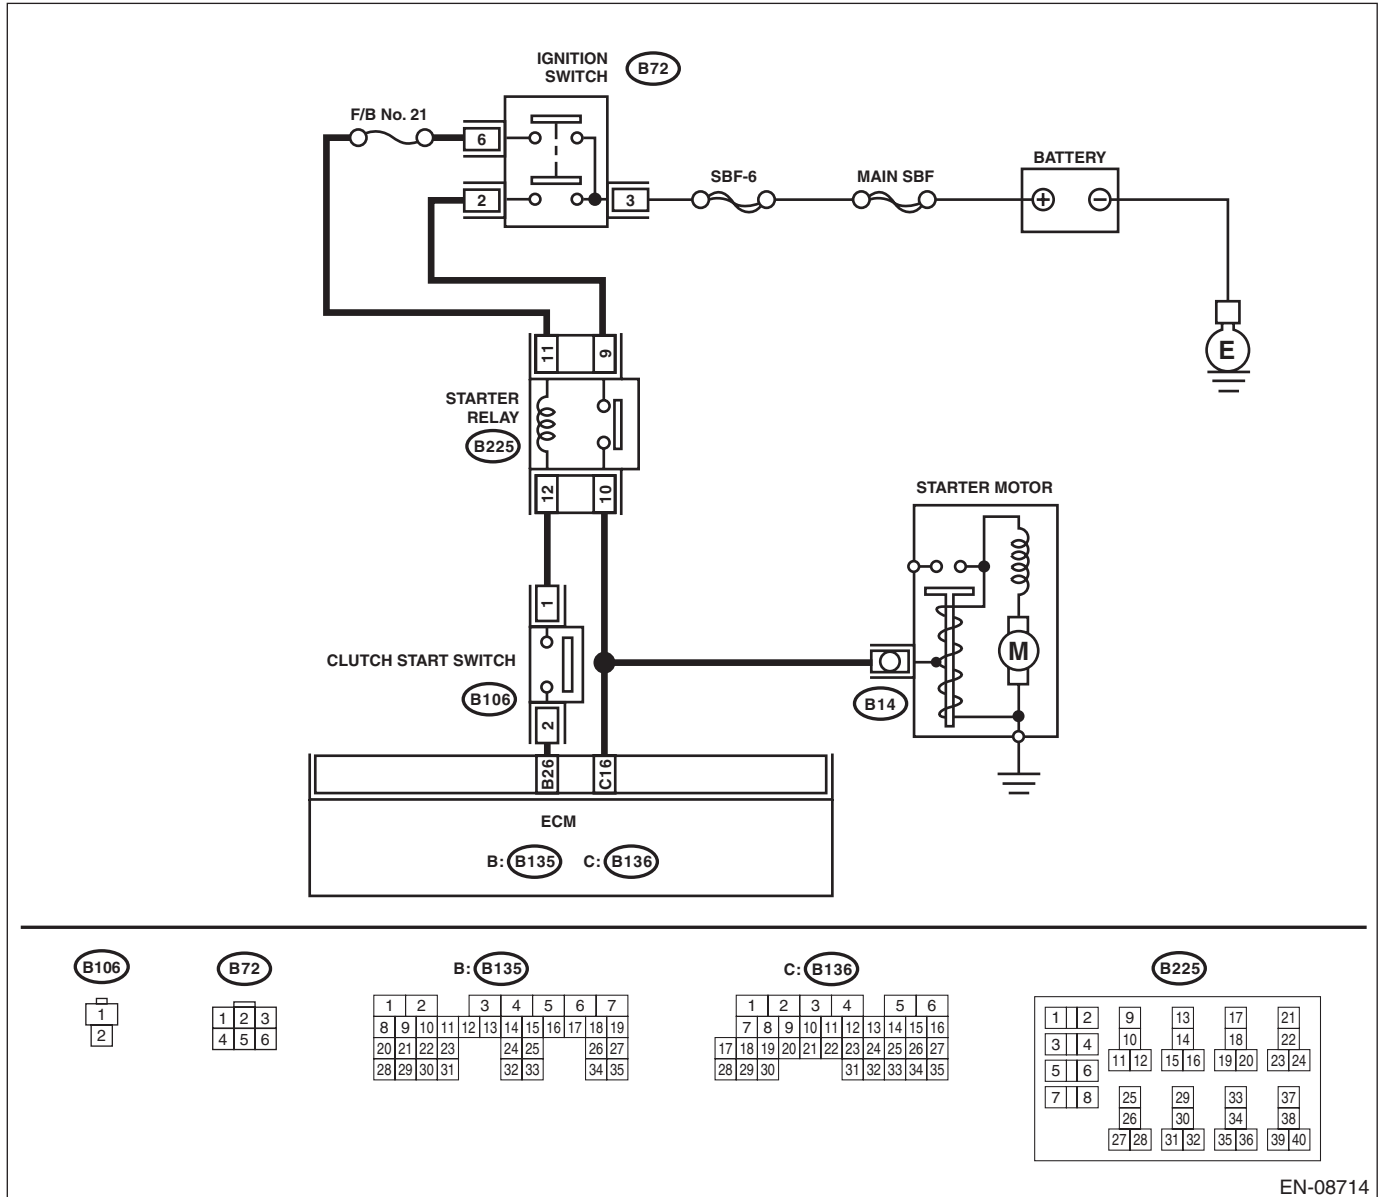 IGNITION
SWITCH
B72
F/B No. 21
6
2
3
SBF-6
MAIN SBF
BATTERY
+
−
E
11
9
STARTER
RELAY
B225
12
10
STARTER MOTOR
1
CLUTCH START SWITCH
B106
2
B14
M
B26
C16
ECM
B: B135 C: B136
B106
B72
B: B135
C: B136
B225
1
2
1 2 3
4 5 6
1 2 3 4 5 6 7
8 9 10 11 12 13 14 15 16 17 18 19
20 21 22 23 24 25 26 27
28 29 30 31 32 33 34 35
1 2 3 4 5 6
7 8 9 10 11 12 13 14 15 16
17 18 19 20 21 22 23 24 25 26 27
28 29 30 31 32 33 34 35
1 2 9 13 17 21
3 4 10 14 18 22
5 6 11 12 15 16 19 20 23 24
7 8 25 29 33 37
26 30 34 38
27 28 31 32 35 36 39 40
EN-08714